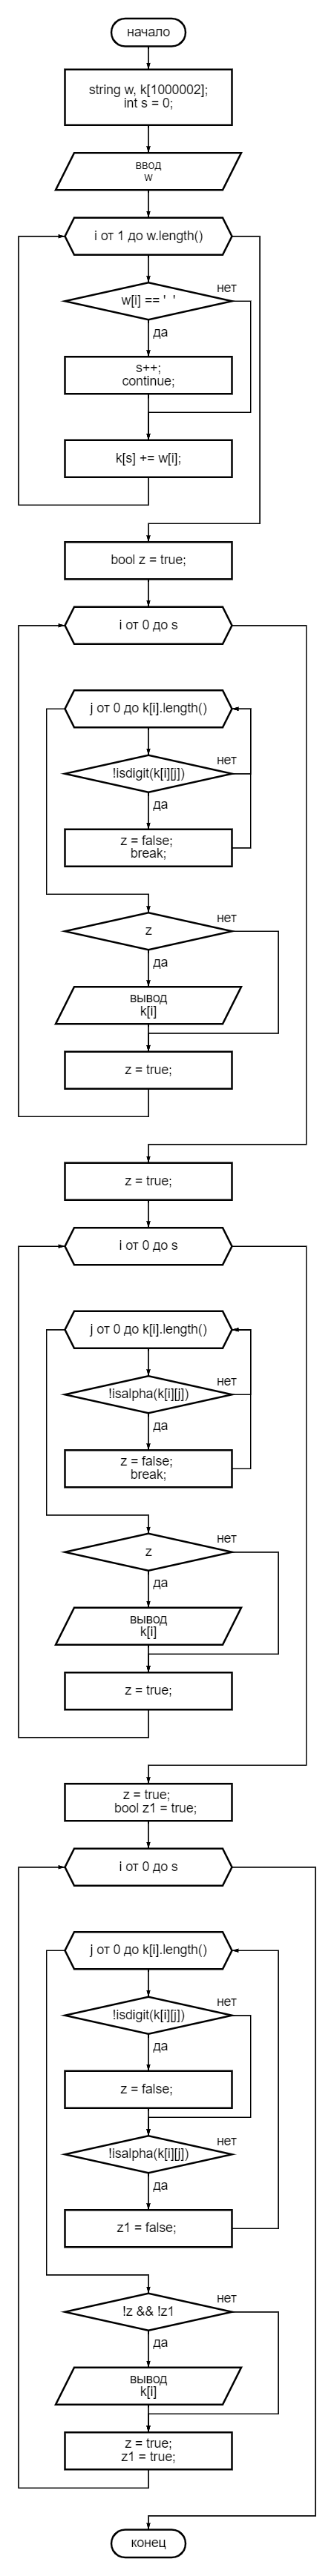 начало
string w, k[1000002];
int s = 0;
ввод
w
i от 1 до w.length()
w[i] == ' '
нет
да
s++;
continue;
k[s] += w[i];
bool z = true;
i от 0 до s
j от 0 до k[i].length()
!isdigit(k[i][j])
нет
да
z = false;
break;
z
нет
да
вывод
k[i]
z = true;
z = true;
i от 0 до s
j от 0 до k[i].length()
!isalpha(k[i][j])
нет
да
z = false;
break;
z
нет
да
вывод
k[i]
z = true;
z = true;
bool z1 = true;
i от 0 до s
j от 0 до k[i].length()
!isdigit(k[i][j])
нет
да
z = false;
!isalpha(k[i][j])
нет
да
z1 = false;
!z && !z1
нет
да
вывод
k[i]
z = true;
z1 = true;
конец